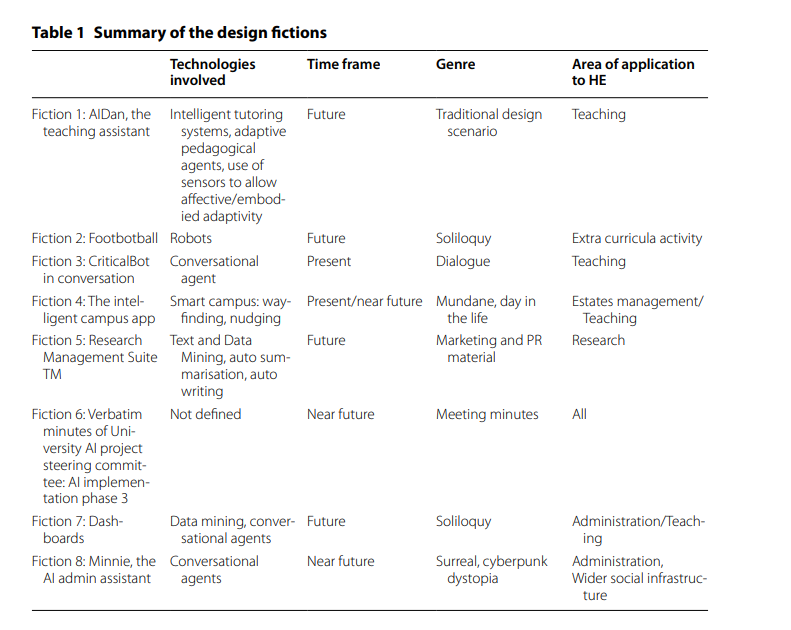 Table 1 Summary of the design fictions
Technologies involved Time frame Genre Area of application to HE
Fiction 1: AIDan, the teaching assistant Intelligent tutoring systems, adaptive pedagogical agents, use of sensors to allow affective/embod-ied adaptivity Future Traditional design scenario Teaching
Fiction 2: Footbotball Robots Future Soliloquy Extra curricula activity
Fiction 3: CriticalBot in conversation Conversational agent Present Dialogue Teaching
Fiction 4: The intel-ligent campus app Smart campus: way-finding, nudging Present/near future Mundane, day in the life Estates management/Teaching
Fiction 5: Research Management Suite TM Text and Data Mining, auto sum-marisation, auto writing Future Marketing and PR material Research
Fiction 6: Verbatim minutes of Uni-versity AI project steering commit-tee: AI implemen-tation phase 3 Not defined Near future Meeting minutes All
Fiction 7: Dash-boards Data mining, conver-sational agents Future Soliloquy Administration/Teach-ing
Fiction 8: Minnie, the AI admin assistant Conversational agents Near future Surreal, cyberpunk dystopia Administration, Wider social infrastruc-ture